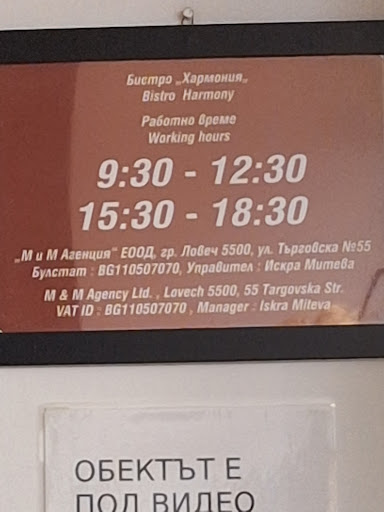 Бистро „Хармония„
Bistro Harmony
Работно време
Working hours
9:30 - 12:30
15:30 - 18:30
„М и М Агенция" ЕООД, гр. Ловеч 5500, ул. Търговска №55
Булстат : BG110507070, Управител : Искра Митева
M & M Agency Ltd. , Lovech 5500, 55 Targovska Str.
VAT ID : BG110507070, Manager : Iskra Miteva
ОБЕКТЪТ Е
ПОД ВИДЕО